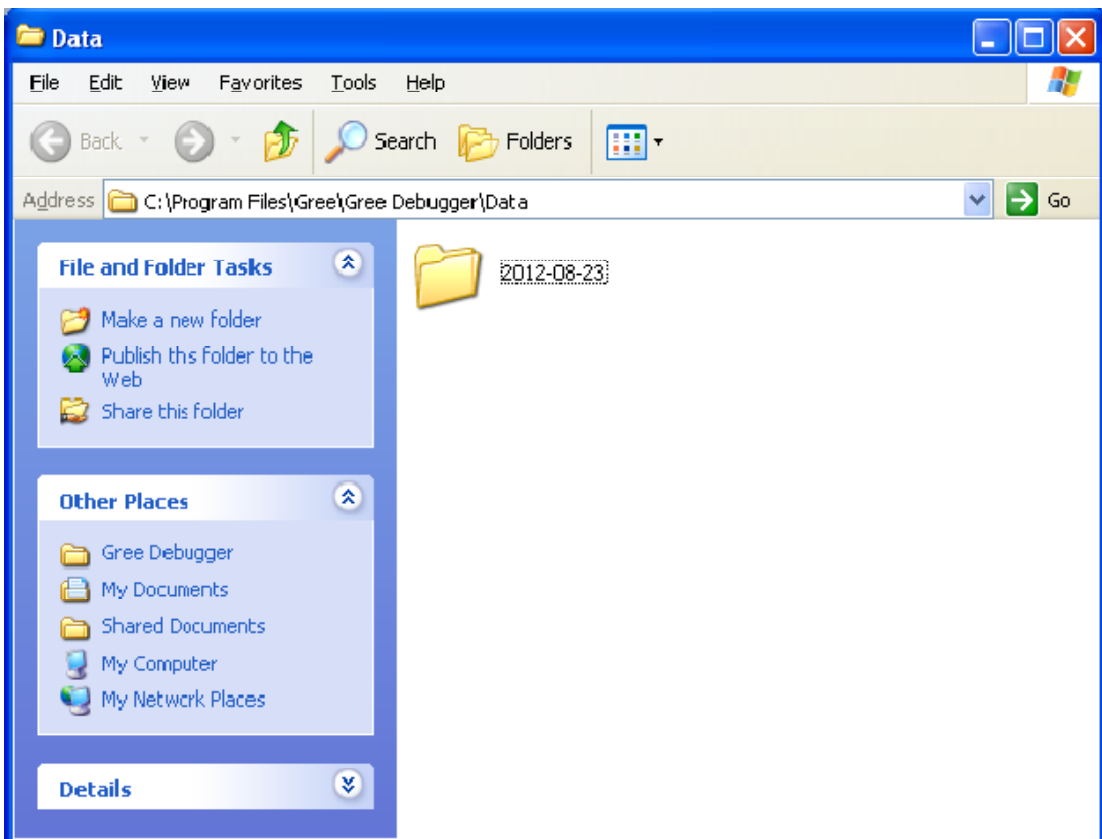 Data
File Edit View Favorites Tools Help
Back Search Folders
Address C:\Program Files\Gree\Gree Debugger\Data Go
File and Folder Tasks
Make a new folder
Publish ths folder to the
Web
Share this folder
2012-08-23
Other Places
Gree Debugger
My Documents
Shared Documents
My Computer
My Network Places
Details